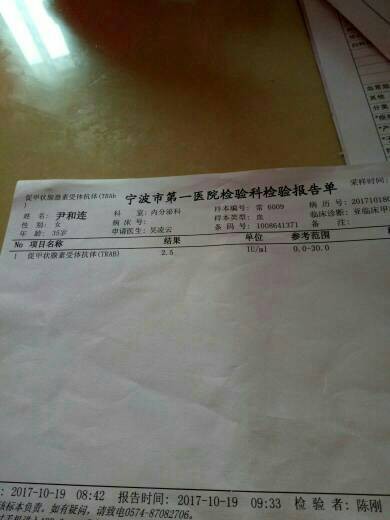 促甲状腺激素受体抗体(TRAb
)
宁波市第一医院检验科检验报告单
采样时间:
姓 名: 尹和连 科 室: 内分泌科 样本编号: 常 6009 病 历 号: 20171018
性 别: 女 病 床 号: 样本类型: 血 临床诊断: 亚临床甲
年 龄: 35岁 申请医生: 吴凌云 条 码 号: 1008641371 备 注:
No 项目名称 结果 单位 参考范围
1 促甲状腺素受体抗体(TRAB) 2.5 IU/ml 0.0-30.0
: 2017-10-19 08:42 报告时间: 2017-10-19 09:33 检 验 者: 陈刚
该标本负责。如有疑问，请致电0574-87082706.